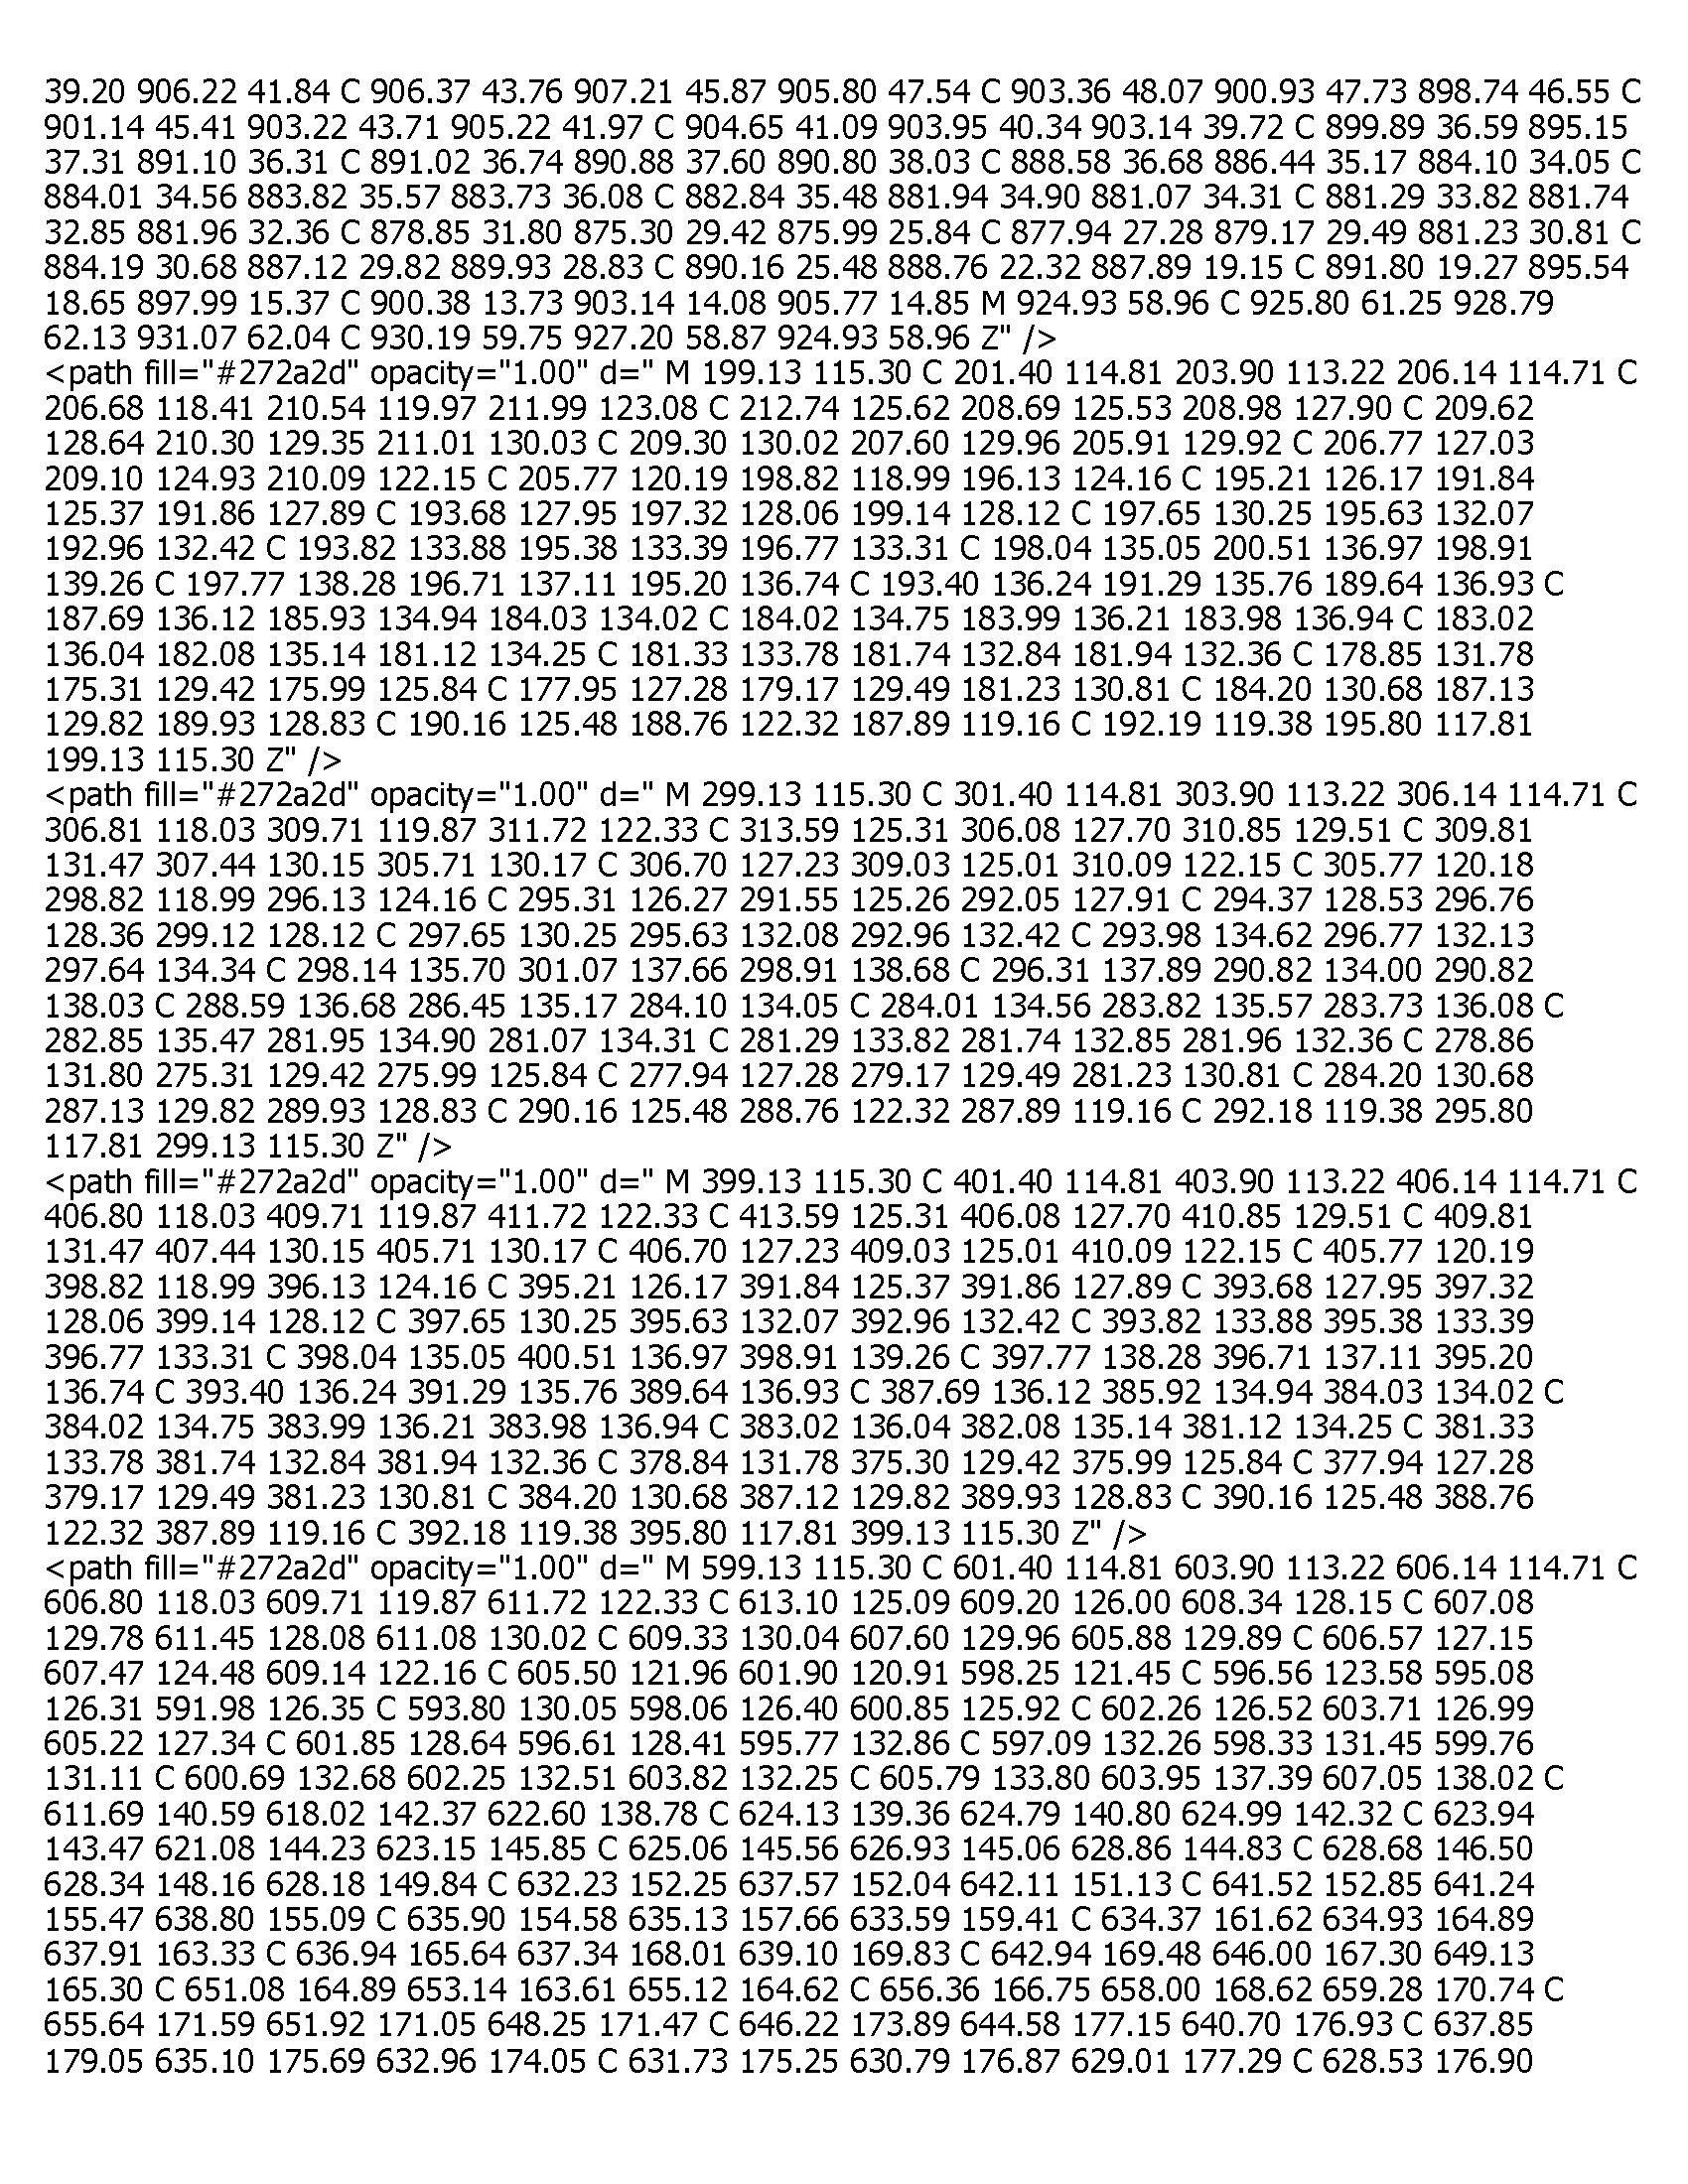 39.20 906.22 41.84 C 906.37 43.76 907.21 45.87 905.80 47.54 C 903.36 48.07 900.93 47.73 898.74 46.55 C
901.14 45.41 903.22 43.71 905.22 41.97 C 904.65 41.09 903.95 40.34 903.14 39.72 C 899.89 36.59 895.15
37.31 891.10 36.31 C 891.02 36.74 890.88 37.60 890.80 38.03 C 888.58 36.68 886.44 35.17 884.10 34.05 C
884.01 34.56 883.82 35.57 883.73 36.08 C 882.84 35.48 881.94 34.90 881.07 34.31 C 881.29 33.82 881.74
32.85 881.96 32.36 C 878.85 31.80 875.30 29.42 875.99 25.84 C 877.94 27.28 879.17 29.49 881.23 30.81 C
884.19 30.68 887.12 29.82 889.93 28.83 C 890.16 25.48 888.76 22.32 887.89 19.15 C 891.80 19.27 895.54
18.65 897.99 15.37 C 900.38 13.73 903.14 14.08 905.77 14.85 M 924.93 58.96 C 925.80 61.25 928.79
62.13 931.07 62.04 C 930.19 59.75 927.20 58.87 924.93 58.96 Z" />
<path fill="#272a2d" opacity="1.00" d=" M 199.13 115.30 C 201.40 114.81 203.90 113.22 206.14 114.71 C
206.68 118.41 210.54 119.97 211.99 123.08 C 212.74 125.62 208.69 125.53 208.98 127.90 C 209.62
128.64 210.30 129.35 211.01 130.03 C 209.30 130.02 207.60 129.96 205.91 129.92 C 206.77 127.03
209.10 124.93 210.09 122.15 C 205.77 120.19 198.82 118.99 196.13 124.16 C 195.21 126.17 191.84
125.37 191.86 127.89 C 193.68 127.95 197.32 128.06 199.14 128.12 C 197.65 130.25 195.63 132.07
192.96 132.42 C 193.82 133.88 195.38 133.39 196.77 133.31 C 198.04 135.05 200.51 136.97 198.91
139.26 C 197.77 138.28 196.71 137.11 195.20 136.74 C 193.40 136.24 191.29 135.76 189.64 136.93 C
187.69 136.12 185.93 134.94 184.03 134.02 C 184.02 134.75 183.99 136.21 183.98 136.94 C 183.02
136.04 182.08 135.14 181.12 134.25 C 181.33 133.78 181.74 132.84 181.94 132.36 C 178.85 131.78
175.31 129.42 175.99 125.84 C 177.95 127.28 179.17 129.49 181.23 130.81 C 184.20 130.68 187.13
129.82 189.93 128.83 C 190.16 125.48 188.76 122.32 187.89 119.16 C 192.19 119.38 195.80 117.81
199.13 115.30 Z" />
<path fill="#272a2d" opacity="1.00" d=" M 299.13 115.30 C 301.40 114.81 303.90 113.22 306.14 114.71 C
306.81 118.03 309.71 119.87 311.72 122.33 C 313.59 125.31 306.08 127.70 310.85 129.51 C 309.81
131.47 307.44 130.15 305.71 130.17 C 306.70 127.23 309.03 125.01 310.09 122.15 C 305.77 120.18
298.82 118.99 296.13 124.16 C 295.31 126.27 291.55 125.26 292.05 127.91 C 294.37 128.53 296.76
128.36 299.12 128.12 C 297.65 130.25 295.63 132.08 292.96 132.42 C 293.98 134.62 296.77 132.13
297.64 134.34 C 298.14 135.70 301.07 137.66 298.91 138.68 C 296.31 137.89 290.82 134.00 290.82
138.03 C 288.59 136.68 286.45 135.17 284.10 134.05 C 284.01 134.56 283.82 135.57 283.73 136.08 C
282.85 135.47 281.95 134.90 281.07 134.31 C 281.29 133.82 281.74 132.85 281.96 132.36 C 278.86
131.80 275.31 129.42 275.99 125.84 C 277.94 127.28 279.17 129.49 281.23 130.81 C 284.20 130.68
287.13 129.82 289.93 128.83 C 290.16 125.48 288.76 122.32 287.89 119.16 C 292.18 119.38 295.80
117.81 299.13 115.30 Z" />
<path fill="#272a2d" opacity="1.00" d=" M 399.13 115.30 C 401.40 114.81 403.90 113.22 406.14 114.71 C
406.80 118.03 409.71 119.87 411.72 122.33 C 413.59 125.31 406.08 127.70 410.85 129.51 C 409.81
131.47 407.44 130.15 405.71 130.17 C 406.70 127.23 409.03 125.01 410.09 122.15 C 405.77 120.19
398.82 118.99 396.13 124.16 C 395.21 126.17 391.84 125.37 391.86 127.89 C 393.68 127.95 397.32
128.06 399.14 128.12 C 397.65 130.25 395.63 132.07 392.96 132.42 C 393.82 133.88 395.38 133.39
396.77 133.31 C 398.04 135.05 400.51 136.97 398.91 139.26 C 397.77 138.28 396.71 137.11 395.20
136.74 C 393.40 136.24 391.29 135.76 389.64 136.93 C 387.69 136.12 385.92 134.94 384.03 134.02 C
384.02 134.75 383.99 136.21 383.98 136.94 C 383.02 136.04 382.08 135.14 381.12 134.25 C 381.33
133.78 381.74 132.84 381.94 132.36 C 378.84 131.78 375.30 129.42 375.99 125.84 C 377.94 127.28
379.17 129.49 381.23 130.81 C 384.20 130.68 387.12 129.82 389.93 128.83 C 390.16 125.48 388.76
122.32 387.89 119.16 C 392.18 119.38 395.80 117.81 399.13 115.30 Z" />
<path fill="#272a2d" opacity="1.00" d=" M 599.13 115.30 C 601.40 114.81 603.90 113.22 606.14 114.71 C
606.80 118.03 609.71 119.87 611.72 122.33 C 613.10 125.09 609.20 126.00 608.34 128.15 C 607.08
129.78 611.45 128.08 611.08 130.02 C 609.33 130.04 607.60 129.96 605.88 129.89 C 606.57 127.15
607.47 124.48 609.14 122.16 C 605.50 121.96 601.90 120.91 598.25 121.45 C 596.56 123.58 595.08
126.31 591.98 126.35 C 593.80 130.05 598.06 126.40 600.85 125.92 C 602.26 126.52 603.71 126.99
605.22 127.34 C 601.85 128.64 596.61 128.41 595.77 132.86 C 597.09 132.26 598.33 131.45 599.76
131.11 C 600.69 132.68 602.25 132.51 603.82 132.25 C 605.79 133.80 603.95 137.39 607.05 138.02 C
611.69 140.59 618.02 142.37 622.60 138.78 C 624.13 139.36 624.79 140.80 624.99 142.32 C 623.94
143.47 621.08 144.23 623.15 145.85 C 625.06 145.56 626.93 145.06 628.86 144.83 C 628.68 146.50
628.34 148.16 628.18 149.84 C 632.23 152.25 637.57 152.04 642.11 151.13 C 641.52 152.85 641.24
155.47 638.80 155.09 C 635.90 154.58 635.13 157.66 633.59 159.41 C 634.37 161.62 634.93 164.89
637.91 163.33 C 636.94 165.64 637.34 168.01 639.10 169.83 C 642.94 169.48 646.00 167.30 649.13
165.30 C 651.08 164.89 653.14 163.61 655.12 164.62 C 656.36 166.75 658.00 168.62 659.28 170.74 C
655.64 171.59 651.92 171.05 648.25 171.47 C 646.22 173.89 644.58 177.15 640.70 176.93 C 637.85
179.05 635.10 175.69 632.96 174.05 C 631.73 175.25 630.79 176.87 629.01 177.29 C 628.53 176.90